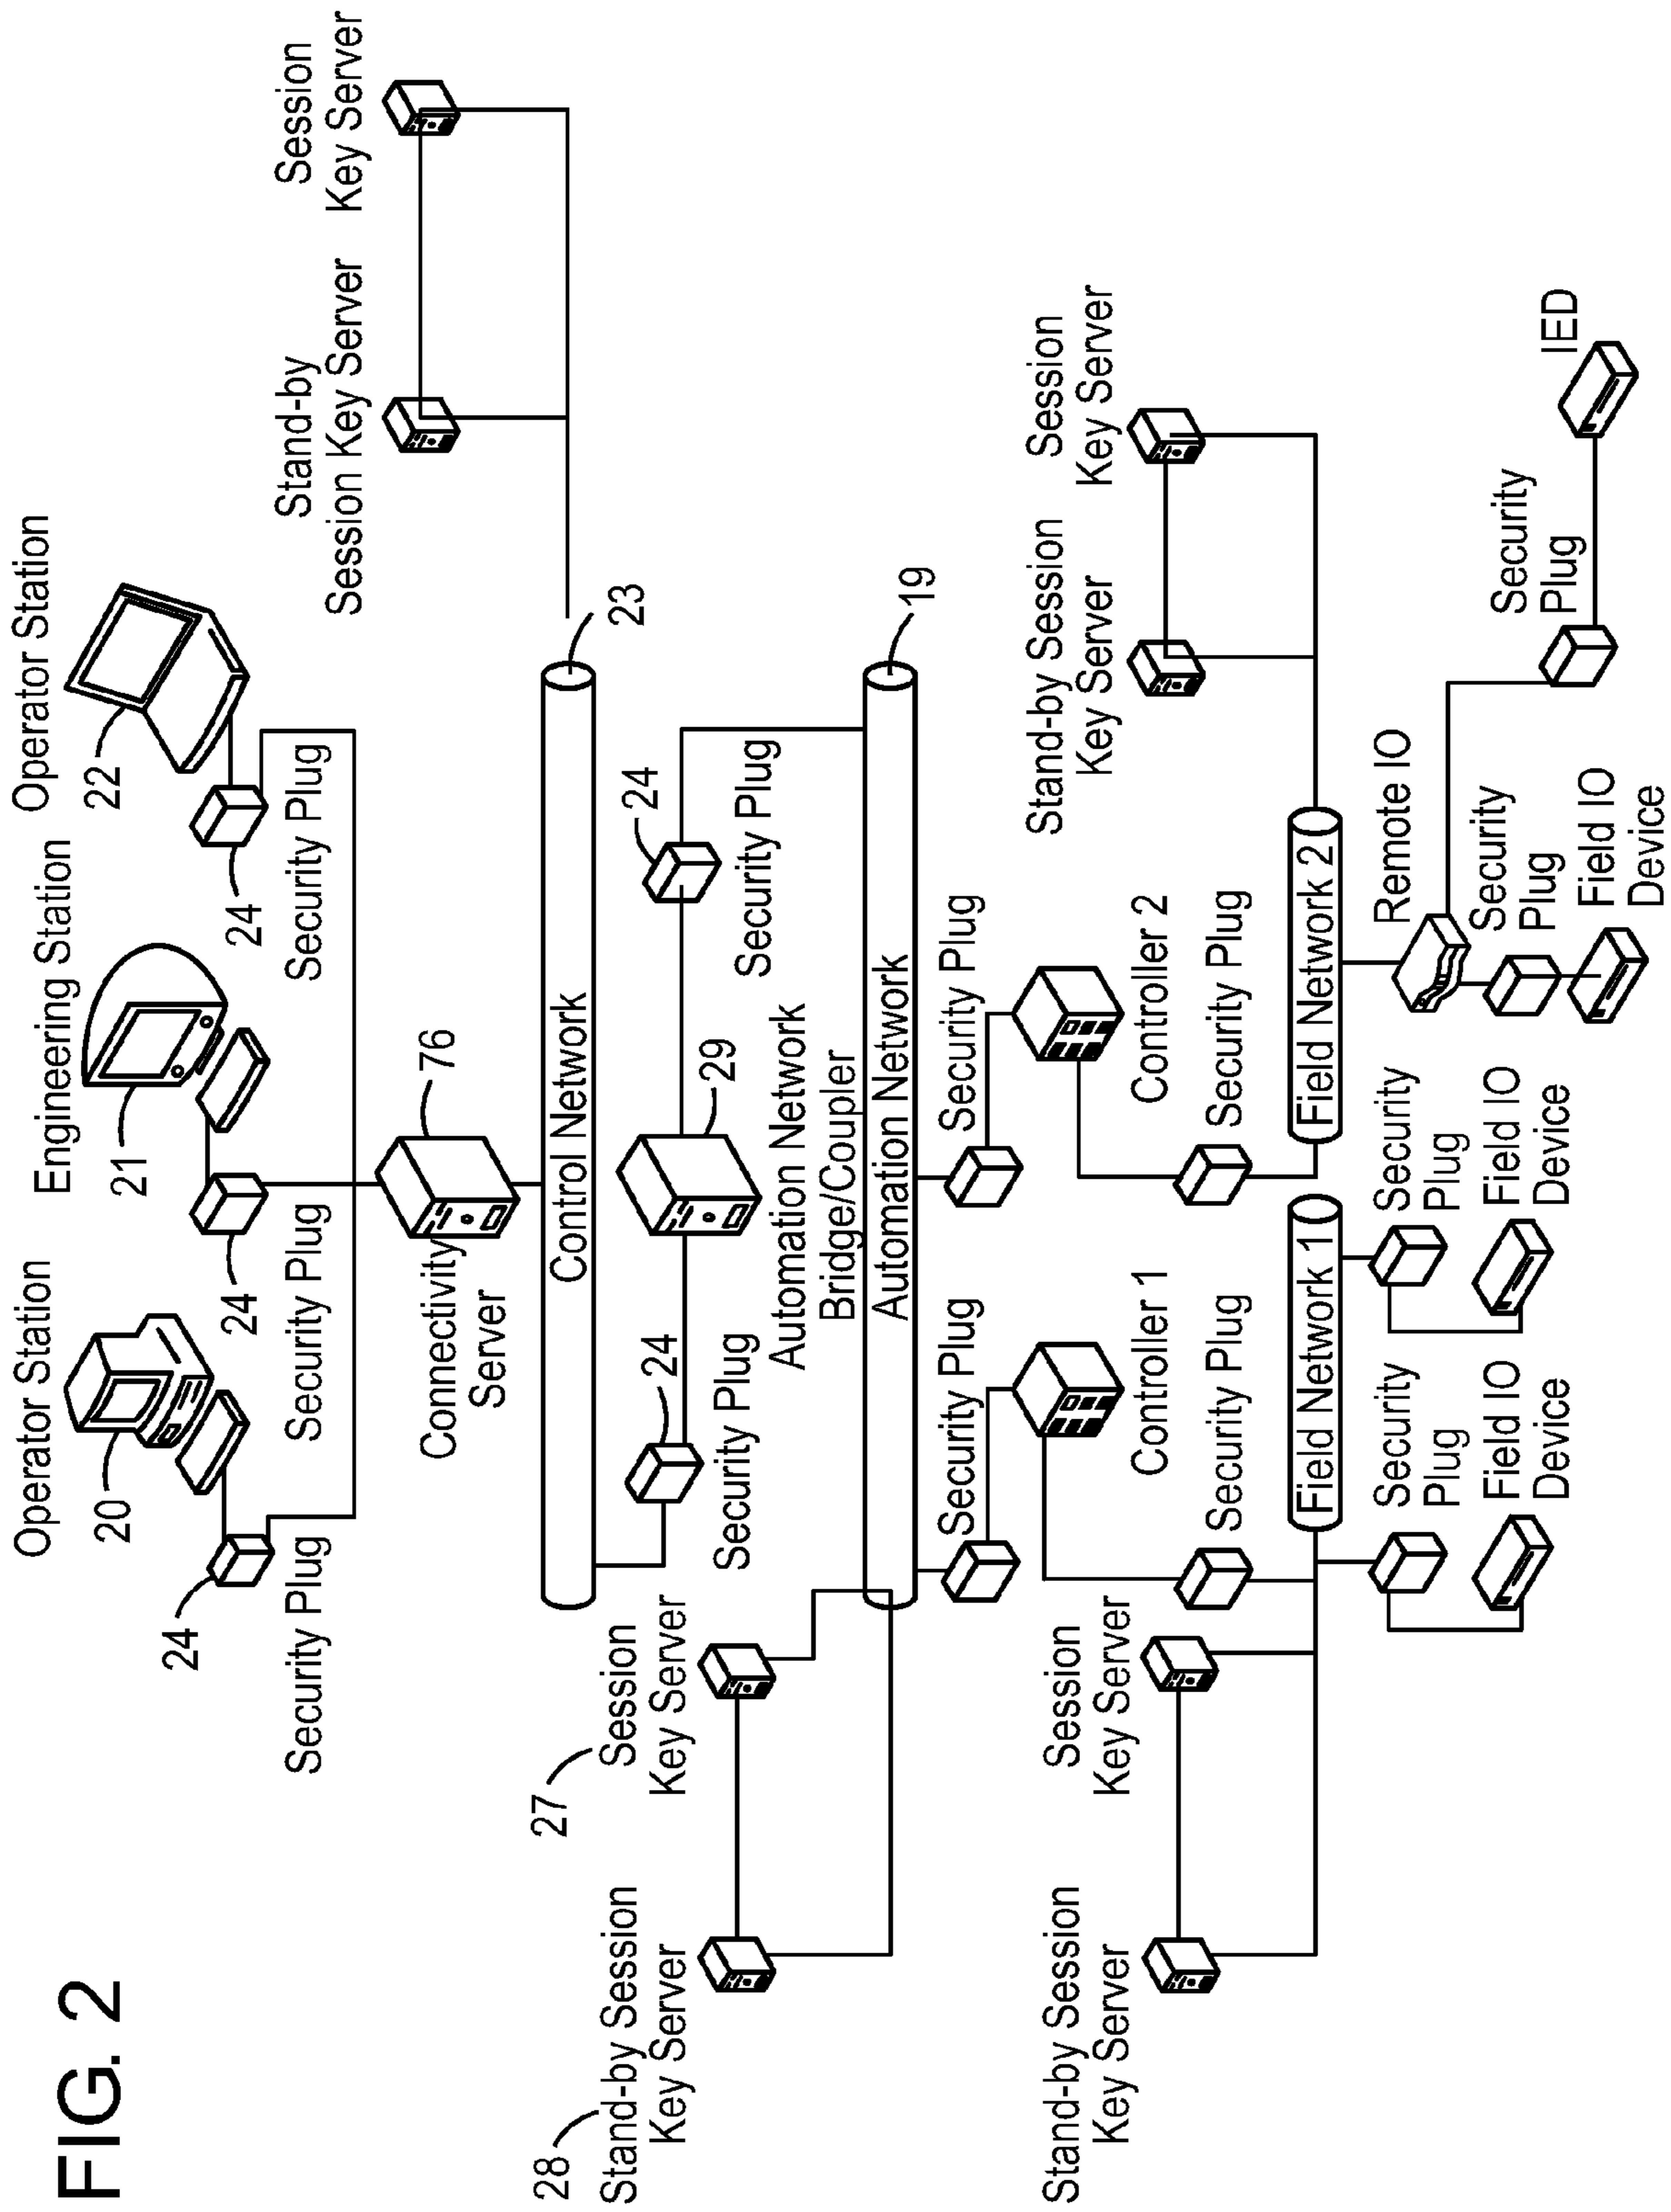 FIG. 2
Operator Station
20
Engineering Station
21
Operator Station
22
24
Security Plug
24
Security Plug
24
Security Plug
Connectivity
Server
76
Stand-by
Session Key Server
Session
Key Server
Control Network
23
28
Stand-by Session
Key Server
27
Session
Key Server
24
Security Plug
29
Automation Network
Bridge/Coupler
24
Security Plug
Automation Network
19
Security Plug
Security Plug
Controller 1
Controller 2
Stand-by Session
Key Server
Session
Key Server
Security Plug
Security Plug
Stand-by Session
Key Server
Session
Key Server
Field Network 1
Field Network 2
Security
Plug
Field IO
Device
Security
Plug
Field IO
Device
Remote IO
Security
Plug
Field IO
Device
Security
Plug
IED